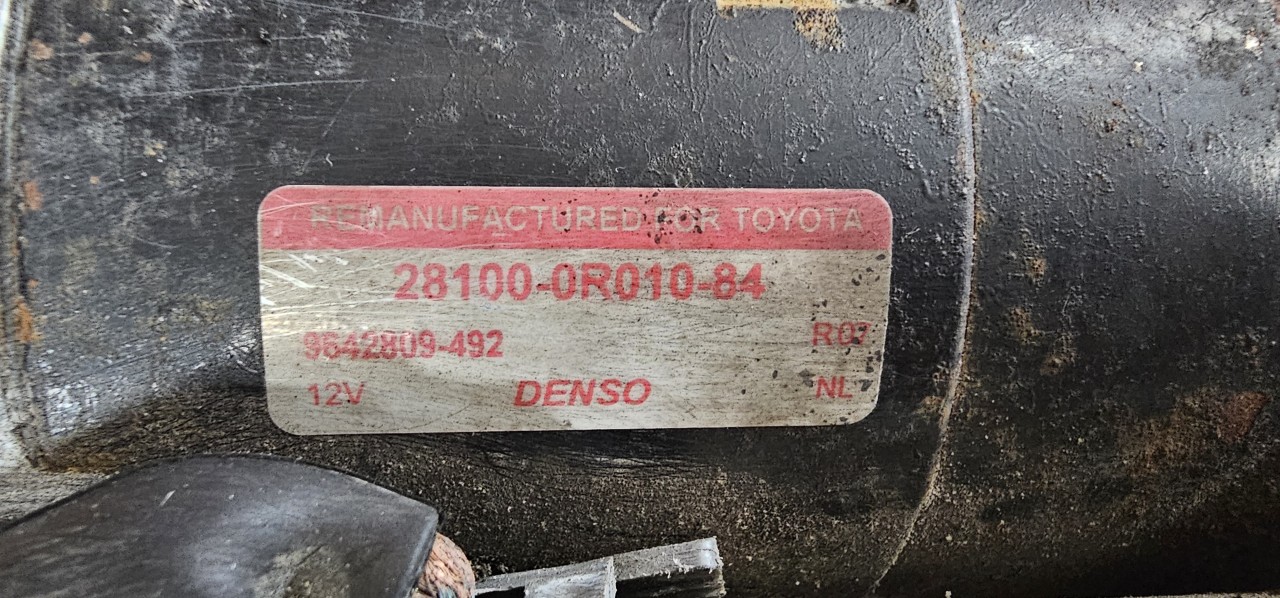 REMANUFACTURED FOR TOYOTA
28100-0R010-84
9642809-492 R07
12V DENSO NL